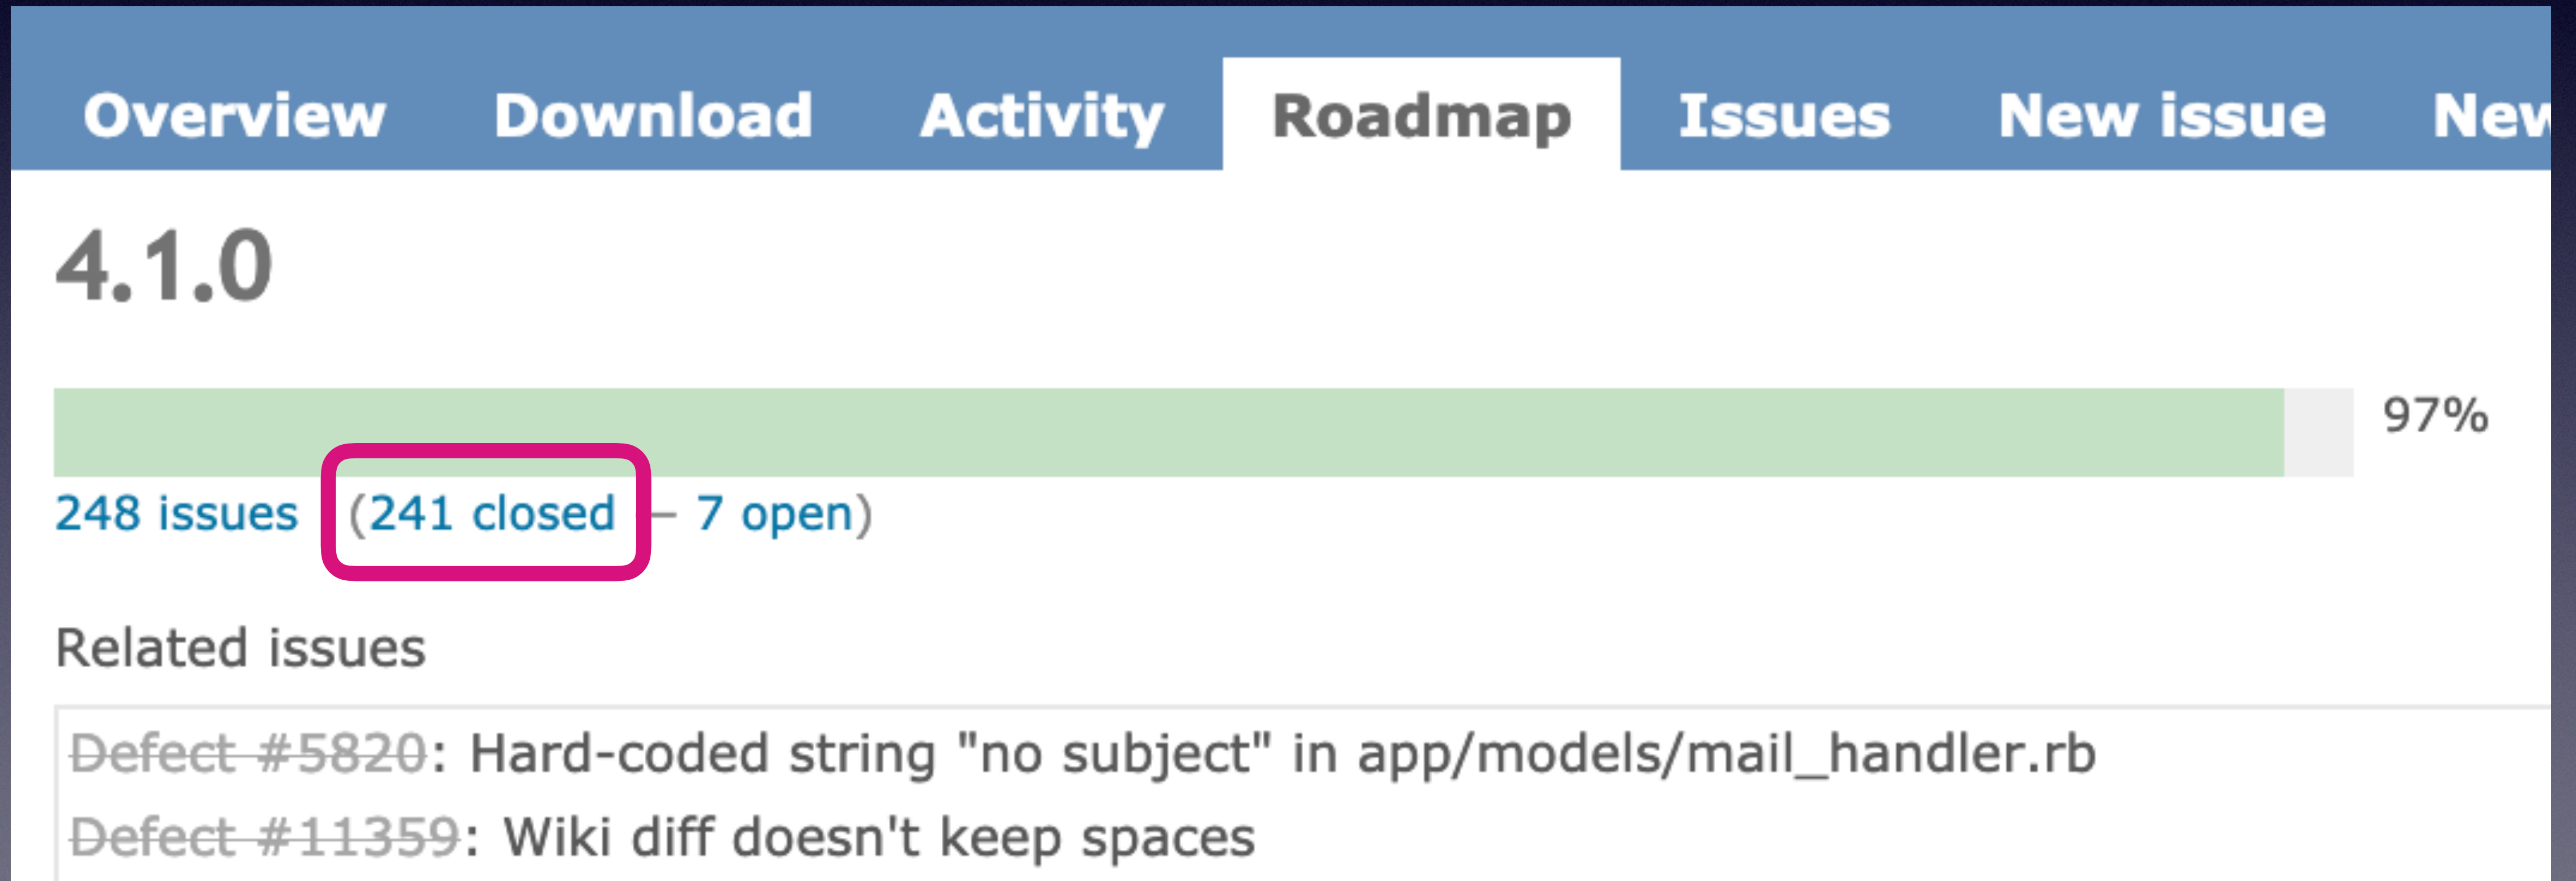 Overview Download Activity Roadmap Issues New issue New
4.1.0
97%
248 issues (241 closed — 7 open)
Related issues
Defect #5820: Hard-coded string "no subject" in app/models/mail_handler.rb
Defect #11359: Wiki diff doesn't keep spaces